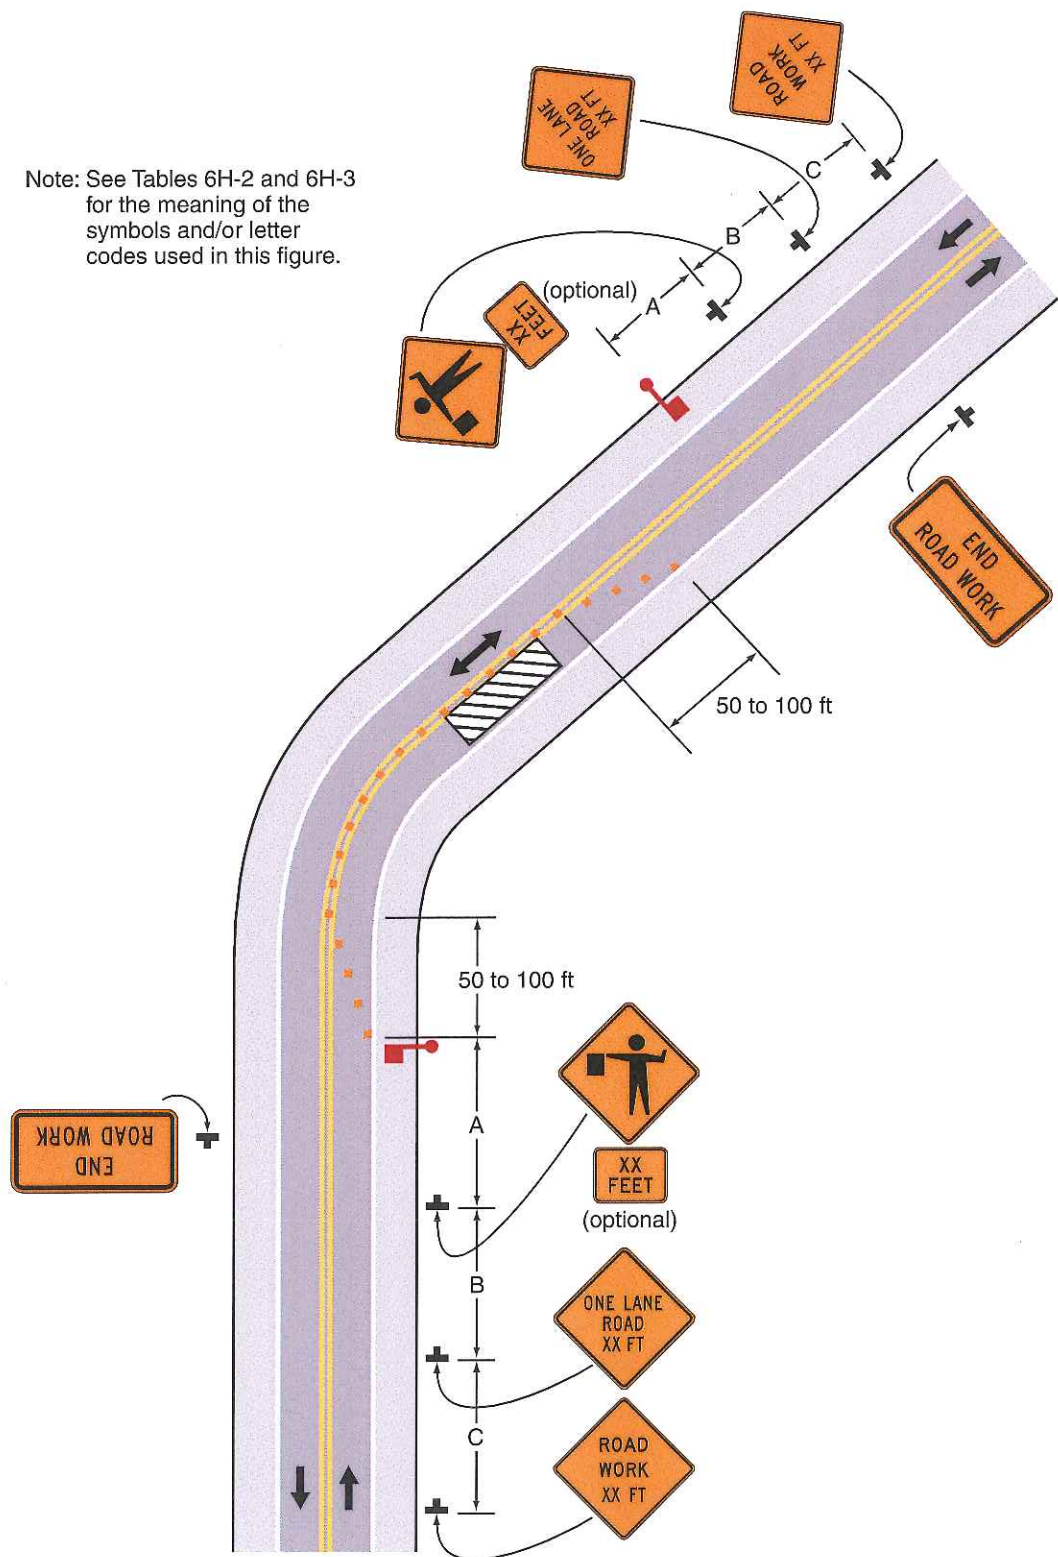 ROAD
WORK
XX FT
ONE LANE
ROAD
XX FT
Note: See Tables 6H-2 and 6H-3
for the meaning of the
symbols and/or letter
codes used in this figure.
C
B
A
(optional)
XX
FEET
END
ROAD WORK
50 to 100 ft
50 to 100 ft
A
END
ROAD WORK
XX
FEET
(optional)
B
ONE LANE
ROAD
XX FT
C
ROAD
WORK
XX FT